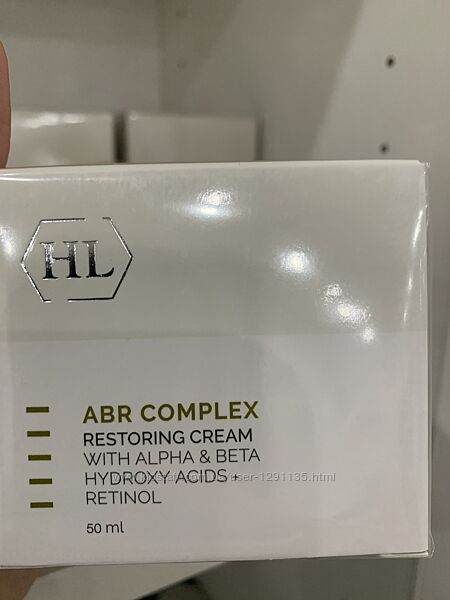 HL
ABR COMPLEX
RESTORING CREAM
WITH ALPHA & BETA
HYDROXY ACIDS +
RETINOL
50 ml